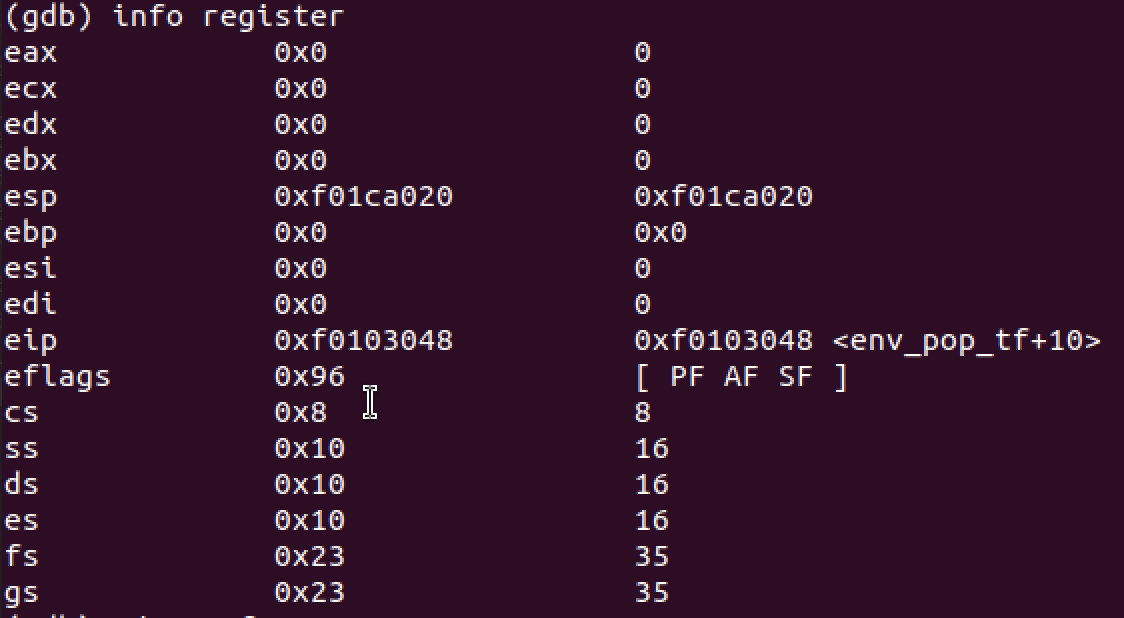 (gdb) info register
eax 0x0 0
ecx 0x0 0
edx 0x0 0
ebx 0x0 0
esp 0xf01ca020 0xf01ca020
ebp 0x0 0x0
esi 0x0 0
edi 0x0 0
eip 0xf0103048 0xf0103048 <env_pop_tf+10>
eflags 0x96 [ PF AF SF ]
cs 0x8 8
ss 0x10 16
ds 0x10 16
es 0x10 16
fs 0x23 35
gs 0x23 35